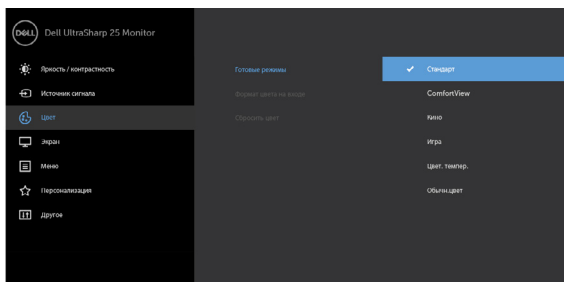 DELL Dell UltraSharp 25 Monitor
Яркость / контрастность
Готовые режимы
Стандарт
Источник сигнала
Формат цвета на входе
ComfortView
Цвет
Сбросить цвет
Кино
Экран
Игра
Меню
Цвет. темпер.
Персонализация
Обычн.цвет
Другое